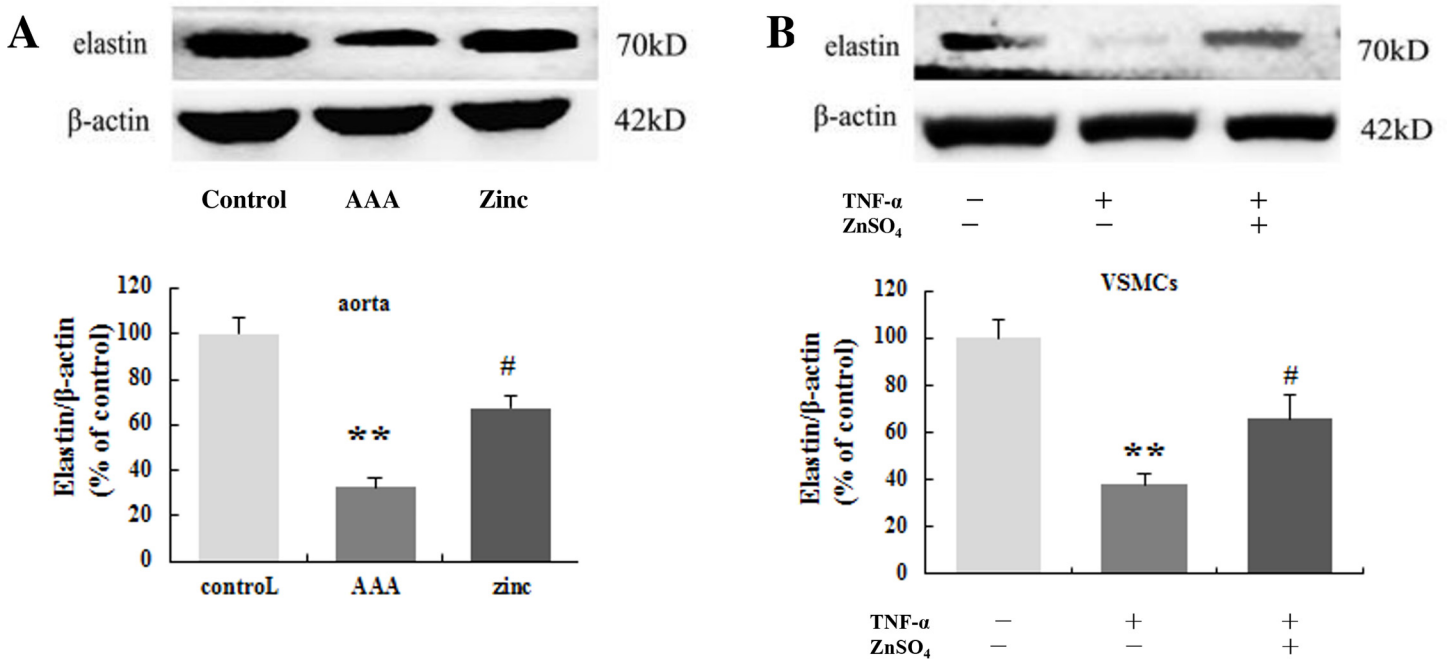 A
elastin
70kD
β-actin
42kD
Control AAA Zinc
120
100
80
60
40
20
0
Elastin/β-actin
(% of control)
aorta
**
#
controL AAA zinc
B
elastin
70kD
β-actin
42kD
TNF-α − + +
ZnSO₄ − − +
VSMCs
120
100
80
60
40
20
0
Elastin/β-actin
(% of control)
**
#
TNF-α − + +
ZnSO₄ − − +